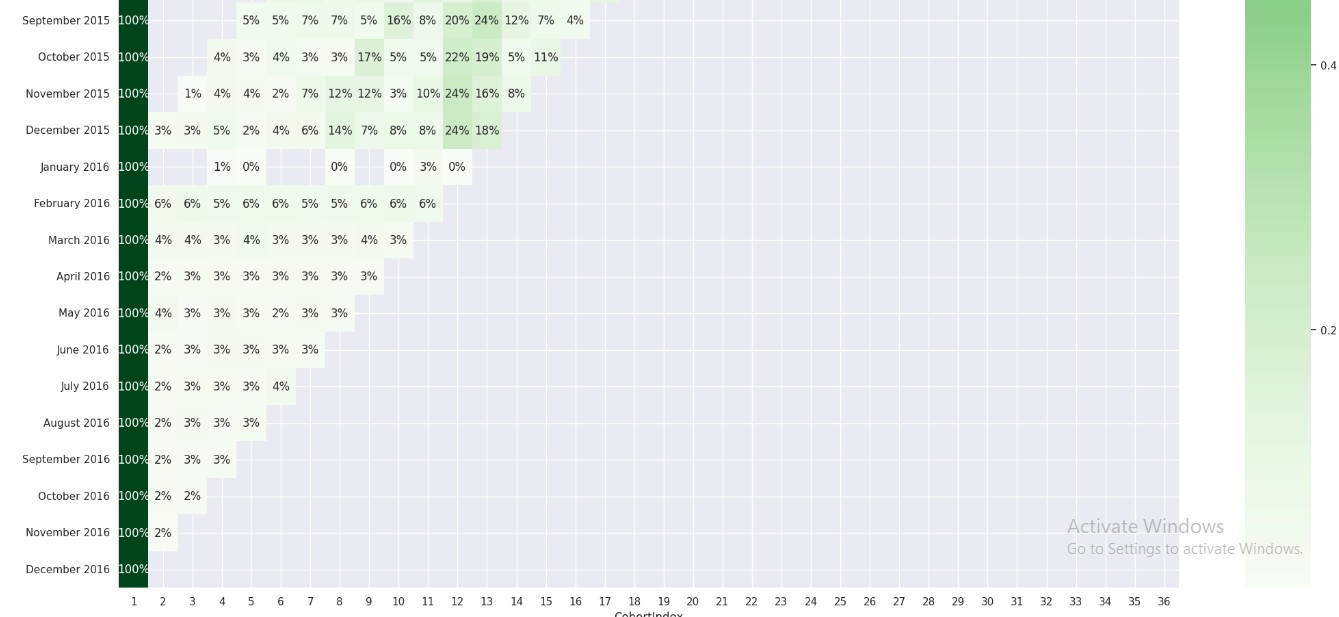 September 2015 100% 5% 5% 7% 7% 5% 16% 8% 20% 24% 12% 7% 4%
0.4
October 2015 100% 4% 3% 4% 3% 3% 17% 5% 5% 22% 19% 5% 11%
November 2015 100% 1% 4% 4% 2% 7% 12% 12% 3% 10% 24% 16% 8%
December 2015 100% 3% 3% 5% 2% 4% 6% 14% 7% 8% 8% 24% 18%
January 2016 100% 1% 0% 0% 0% 3% 0%
February 2016 100% 6% 6% 5% 6% 6% 5% 5% 6% 6% 6%
March 2016 100% 4% 4% 3% 4% 3% 3% 3% 4% 3%
April 2016 100% 2% 3% 3% 3% 3% 3% 3% 3%
May 2016 100% 4% 3% 3% 3% 2% 3% 3%
0.2
June 2016 100% 2% 3% 3% 3% 3% 3%
July 2016 100% 2% 3% 3% 3% 4%
August 2016 100% 2% 3% 3% 3%
September 2016 100% 2% 3% 3%
October 2016 100% 2% 2%
November 2016 100% 2%
Activate Windows
Go to Settings to activate Windows.
December 2016 100%
1 2 3 4 5 6 7 8 9 10 11 12 13 14 15 16 17 18 19 20 21 22 23 24 25 26 27 28 29 30 31 32 33 34 35 36
CohortIndex